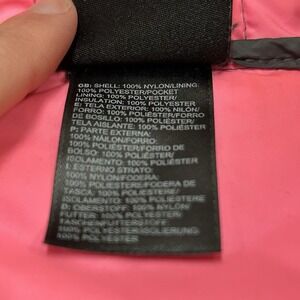 GB: SHELL: 100% NYLON/LINING:
100% POLYESTER/POCKET
LINING: 100% POLYESTER/
INSULATION: 100% POLYESTER
E: TELA EXTERIOR: 100% NILÓN/
FORRO: 100% POLIÉSTER/FORRO
DE BOLSILLO: 100% POLIÉSTER/
TELA AISLANTE: 100% POLIÉSTER
P: PARTE EXTERNA:
100% NÁILON/FORRO:
100% POLIÉSTER/FORRO DE
BOLSO: 100% POLIÉSTER/
ISOLAMENTO: 100% POLIÉSTER
I: ESTERNO STRATO:
100% NYLON/FODERA:
100% POLIESTERE/FODERA DE
TASCA: 100% POLIESTERE/
ISOLAMENTO: 100% POLIESTERE
D: OBERSTOFF: 100% NYLON/
FUTTER: 100% POLYESTER/
TASCHENFUTTERSTOFF:
100% POLYESTER